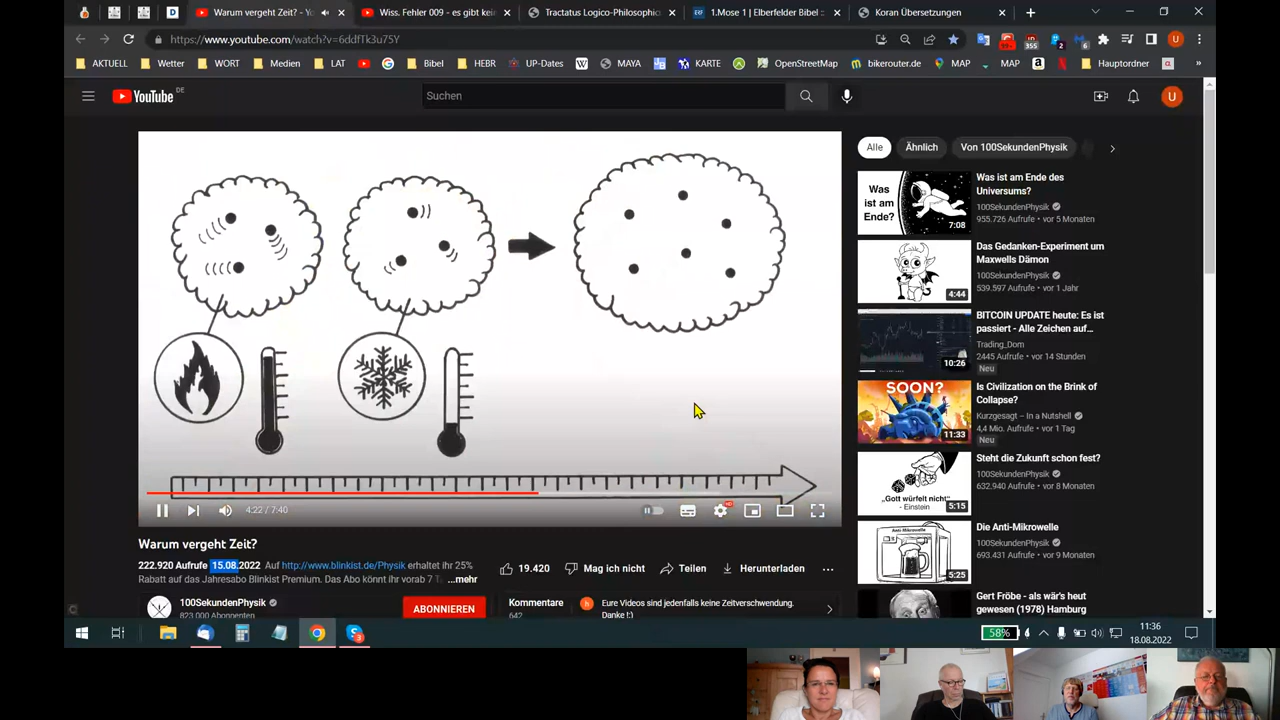 Warum vergeht Zeit? - Yo
Wiss. Fehler 009 - es gibt kein
Tractatus Logico-Philosophic
1.Mose 1 | Elberfelder Bibel ::
Koran Übersetzungen
https://www.youtube.com/watch?v=6ddfTk3u75Y
AKTUELL
Wetter
WORT
Medien
LAT
Bibel
HEBR
UP-Dates
MAYA
KARTE
OpenStreetMap
bikerouter.de
MAP
MAP
Hauptordner
YouTube DE
Suchen
U
Alle
Ähnlich
Von 100SekundenPhysik
Was ist am Ende?
7:08
Was ist am Ende des Universums?
100SekundenPhysik
955.726 Aufrufe • vor 5 Monaten
4:44
Das Gedanken-Experiment um Maxwells Dämon
100SekundenPhysik
539.597 Aufrufe • vor 1 Jahr
10:26
BITCOIN UPDATE heute: Es ist passiert - Alle Zeichen auf...
Trading_Dom
2445 Aufrufe • vor 14 Stunden
Neu
SOON?
11:33
Is Civilization on the Brink of Collapse?
Kurzgesagt – In a Nutshell
4,4 Mio. Aufrufe • vor 1 Tag
Neu
„Gott würfelt nicht" - Einstein
5:15
Steht die Zukunft schon fest?
100SekundenPhysik
632.940 Aufrufe • vor 8 Monaten
Anti Mikrowelle
5:25
Die Anti-Mikrowelle
100SekundenPhysik
693.431 Aufrufe • vor 9 Monaten
Gert Fröbe - als wär's heute gewesen (1978) Hamburg
4:22 / 7:40
Warum vergeht Zeit?
222.920 Aufrufe 15.08.2022 Auf http://www.blinkist.de/Physik erhaltet ihr 25%
Rabatt auf das Jahresabo Blinkist Premium. Das Abo könnt ihr vorab 7 T ...mehr
19.420
Mag ich nicht
Teilen
Herunterladen
100SekundenPhysik
823.000 Abonnenten
ABONNIEREN
Kommentare
642
Eure Videos sind jedenfalls keine Zeitverschwendung. Danke !:)
58%
11:36
18.08.2022